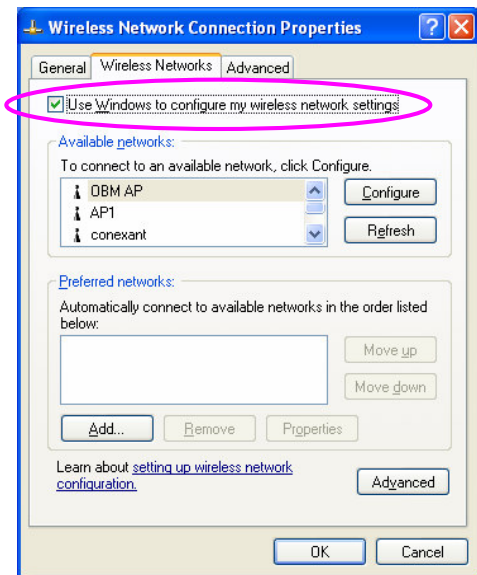 Wireless Network Connection Properties
General Wireless Networks Advanced
Use Windows to configure my wireless network settings
Available networks:
To connect to an available network, click Configure.
OBM AP
AP1
conexant
Configure
Refresh
Preferred networks:
Automatically connect to available networks in the order listed
below:
Move up
Move down
Add... Remove Properties
Learn about setting up wireless network
configuration.
Advanced
OK Cancel